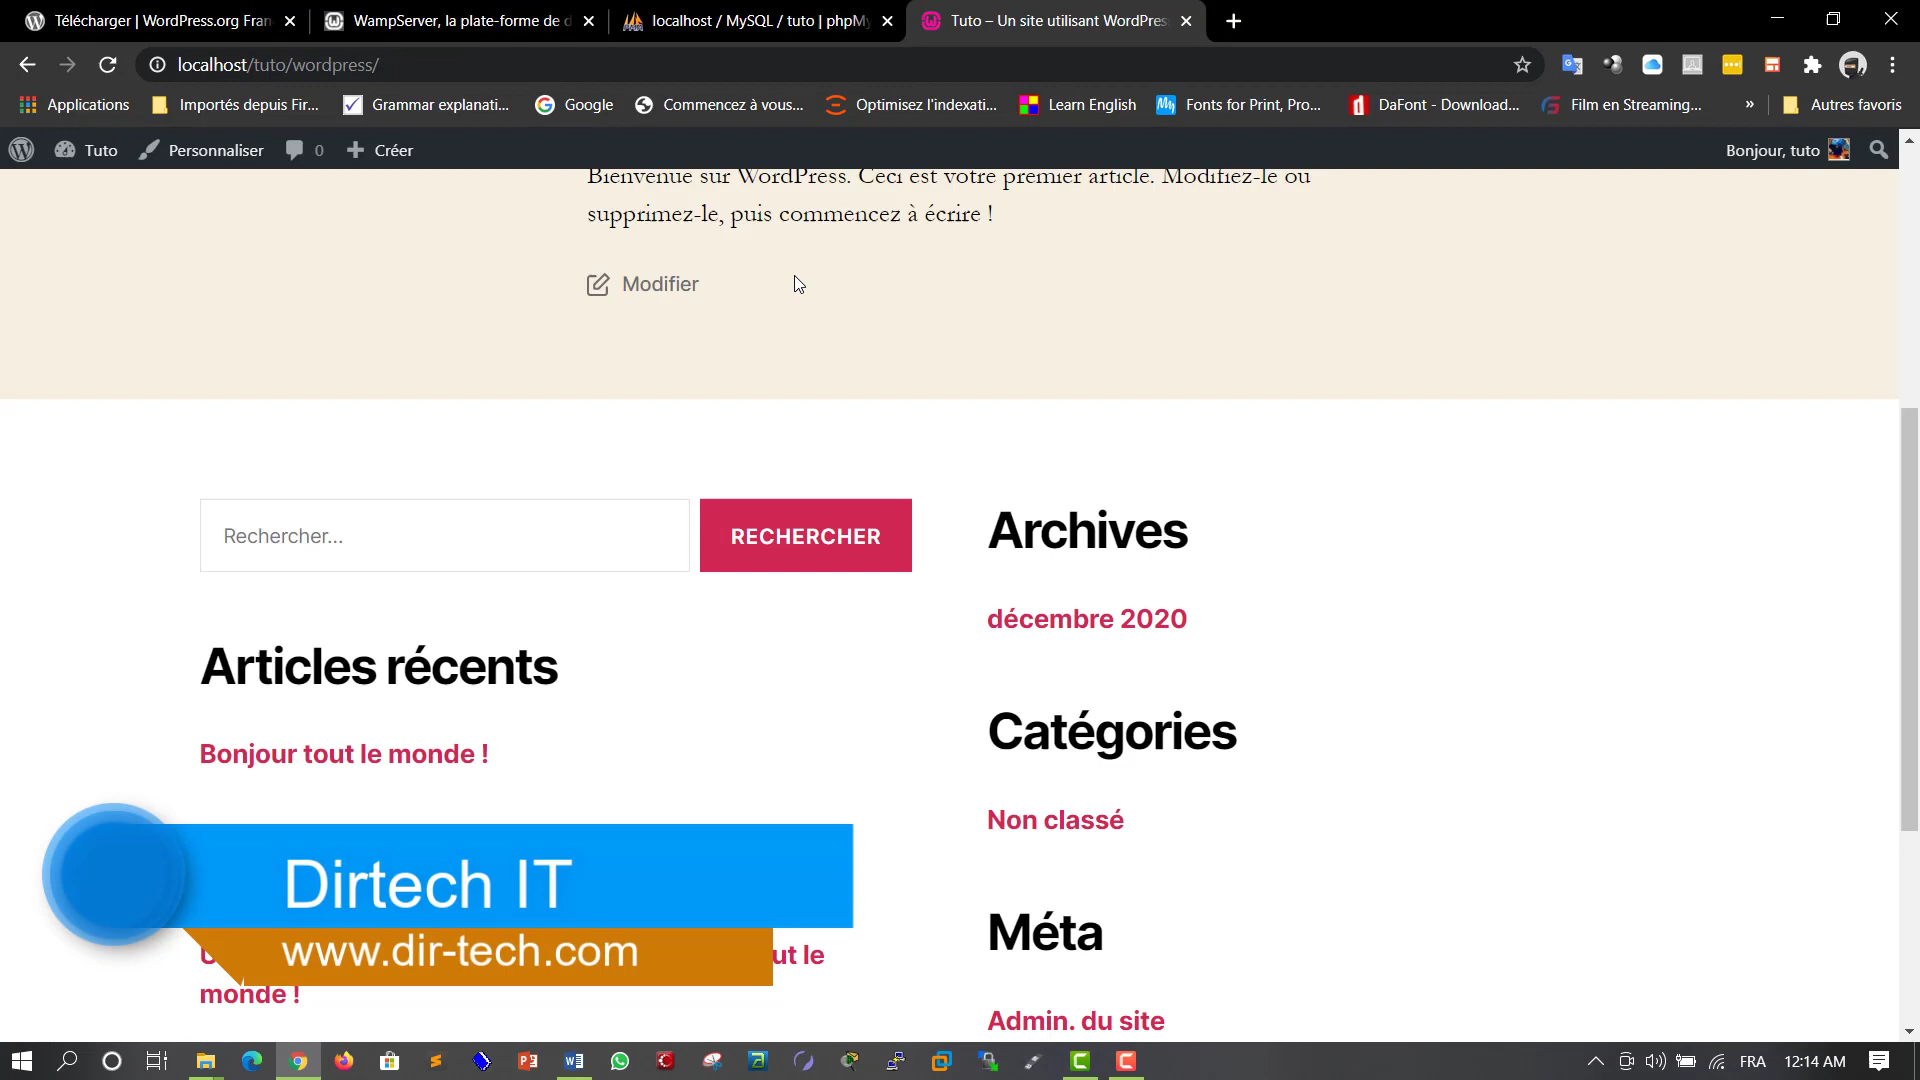 Télécharger | WordPress.org Fran
WampServer, la plate-forme de d
localhost / MySQL / tuto | phpMy
Tuto – Un site utilisant WordPress
localhost/tuto/wordpress/
Applications
Importés depuis Fir...
Grammar explanati...
Google
Commencez à vous...
Optimisez l'indexati...
Learn English
Fonts for Print, Pro...
DaFont - Download...
Film en Streaming...
»
Autres favoris
Tuto
Personnaliser
0
Créer
Bonjour, tuto
Bienvenue sur WordPress. Ceci est votre premier article. Modifiez-le ou
supprimez-le, puis commencez à écrire !
Modifier
Rechercher...
RECHERCHER
Articles récents
Bonjour tout le monde !
Archives
décembre 2020
Catégories
Non classé
Méta
Admin. du site
Dirtech IT
www.dir-tech.com
ut le
monde !
FRA
12:14 AM